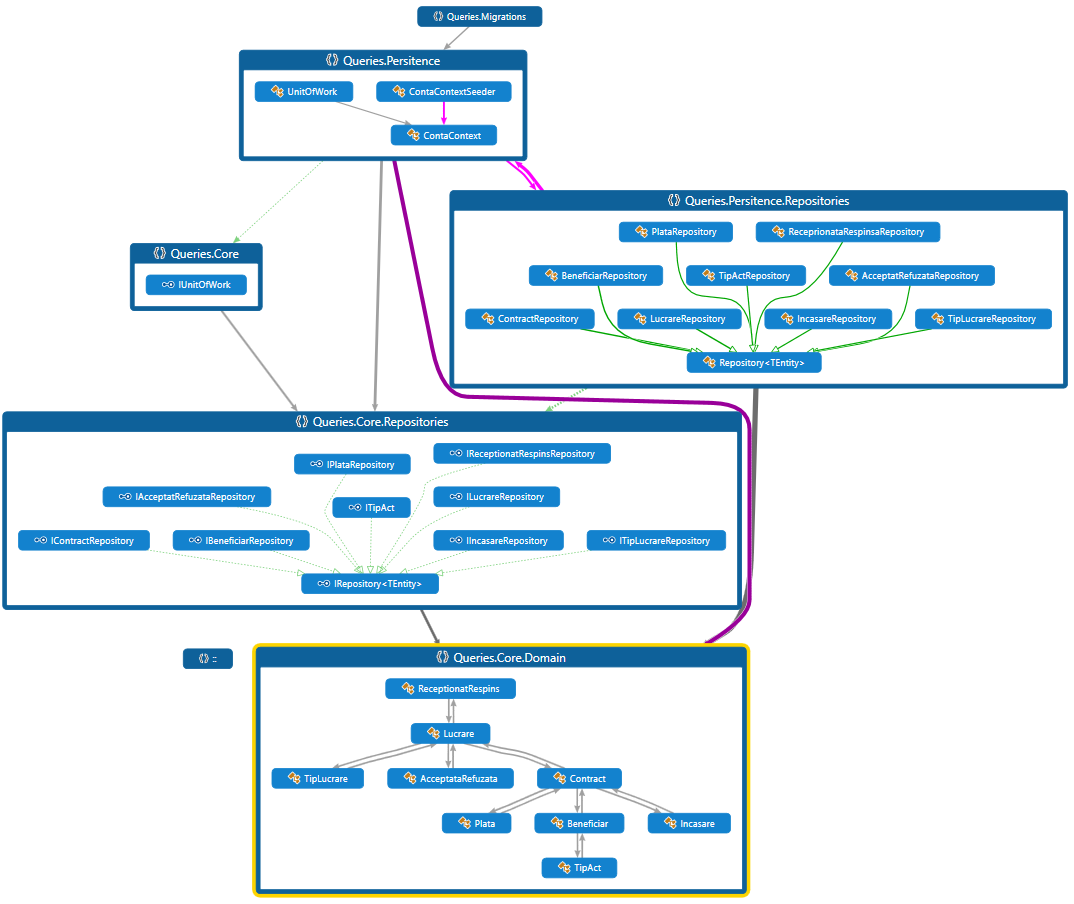 Queries.Migrations
Queries.Persitence
UnitOfWork
ContaContextSeeder
ContaContext
Queries.Persitence.Repositories
PlataRepository
ReceprionataRespinsaRepository
BeneficiarRepository
TipActRepository
AcceptatRefuzataRepository
ContractRepository
LucrareRepository
IncasareRepository
TipLucrareRepository
Repository<TEntity>
Queries.Core
IUnitOfWork
Queries.Core.Repositories
IPlataRepository
IReceptionatRespinsRepository
IAcceptatRefuzataRepository
ITipAct
ILucrareRepository
IContractRepository
IBeneficiarRepository
IIncasareRepository
ITipLucrareRepository
IRepository<TEntity>
::
Queries.Core.Domain
ReceptionatRespins
Lucrare
TipLucrare
AcceptataRefuzata
Contract
Plata
Beneficiar
Incasare
TipAct